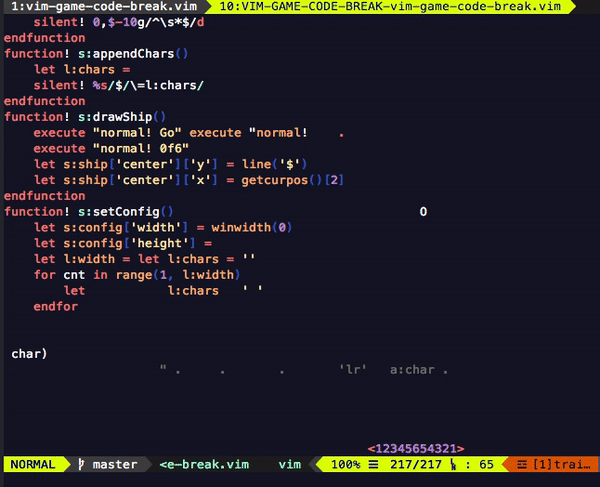 1:vim-game-code-break.vim 10:VIM-GAME-CODE-BREAK-vim-game-code-break.vim
silent! 0,$-10g/^\s*$/d
endfunction
function! s:appendChars()
let l:chars =
silent! %s/$/\=l:chars/
endfunction
function! s:drawShip()
execute "normal! Go" execute "normal! .
execute "normal! 0f6"
let s:ship['center']['y'] = line('$')
let s:ship['center']['x'] = getcurpos()[2]
endfunction
function! s:setConfig() O
let s:config['width'] = winwidth(0)
let s:config['height'] =
let l:width = let l:chars = ''
for cnt in range(1, l:width)
let l:chars ' '
endfor
char)
" . . . 'lr' a:char .
<12345654321>
NORMAL master <e-break.vim vim 100% ☰ 217/217 : 65 [1]trai…